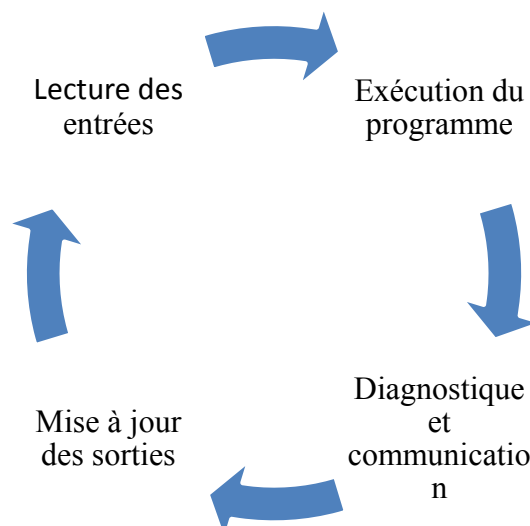 Lecture des
entrées
Exécution du
programme
Diagnostique
et
communicatio
n
Mise à jour
des sorties